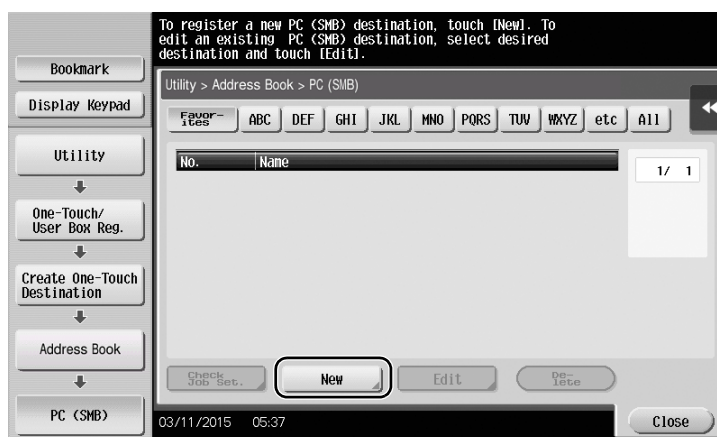 To register a new PC (SMB) destination, touch [New]. To
edit an existing PC (SMB) destination, select desired
destination and touch [Edit].
Bookmark
Display Keypad
Utility
One-Touch/
User Box Reg.
Create One-Touch
Destination
Address Book
PC (SMB)
Utility > Address Book > PC (SMB)
Favor-
ites
ABC
DEF
GHI
JKL
MNO
PQRS
TUV
WXYZ
etc
All
No.
Name
1/ 1
Check
Job Set.
New
Edit
De-
lete
03/11/2015 05:37
Close